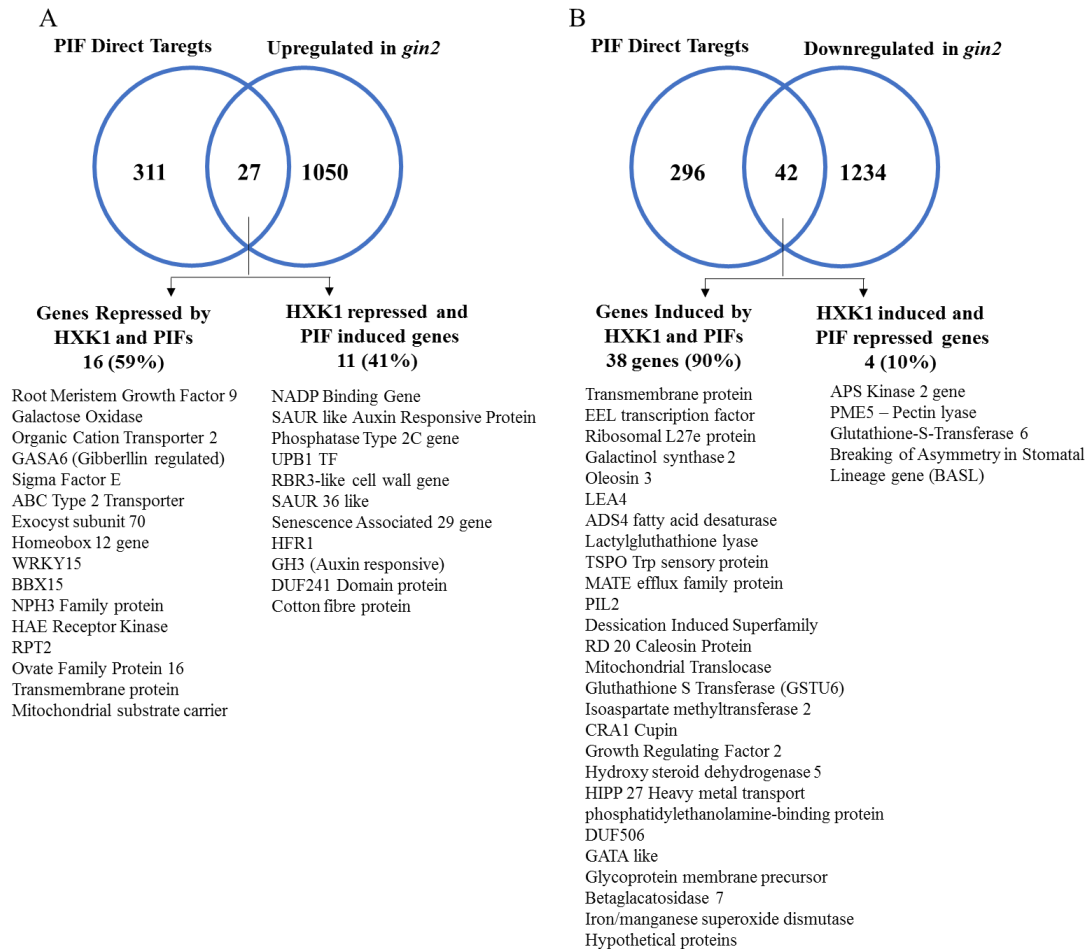 A
PIF Direct Taregts
Upregulated in gin2
311
27
1050
Genes Repressed by
HXK1 and PIFs
16 (59%)
Root Meristem Growth Factor 9
Galactose Oxidase
Organic Cation Transporter 2
GASA6 (Gibberllin regulated)
Sigma Factor E
ABC Type 2 Transporter
Exocyst subunit 70
Homeobox 12 gene
WRKY15
BBX15
NPH3 Family protein
HAE Receptor Kinase
RPT2
Ovate Family Protein 16
Transmembrane protein
Mitochondrial substrate carrier
HXK1 repressed and
PIF induced genes
11 (41%)
NADP Binding Gene
SAUR like Auxin Responsive Protein
Phosphatase Type 2C gene
UPB1 TF
RBR3-like cell wall gene
SAUR 36 like
Senescence Associated 29 gene
HFR1
GH3 (Auxin responsive)
DUF241 Domain protein
Cotton fibre protein
B
PIF Direct Taregts
Downregulated in gin2
296
42
1234
Genes Induced by
HXK1 and PIFs
38 genes (90%)
Transmembrane protein
EEL transcription factor
Ribosomal L27e protein
Galactinol synthase 2
Oleosin 3
LEA4
ADS4 fatty acid desaturase
Lactylgluthathione lyase
TSPO Trp sensory protein
MATE efflux family protein
PIL2
Dessication Induced Superfamily
RD 20 Caleosin Protein
Mitochondrial Translocase
Gluthathione S Transferase (GSTU6)
Isoaspartate methyltransferase 2
CRA1 Cupin
Growth Regulating Factor 2
Hydroxy steroid dehydrogenase 5
HIPP 27 Heavy metal transport
phosphatidylethanolamine-binding protein
DUF506
GATA like
Glycoprotein membrane precursor
Betaglacatosidase 7
Iron/manganese superoxide dismutase
Hypothetical proteins
HXK1 induced and
PIF repressed genes
4 (10%)
APS Kinase 2 gene
PME5 – Pectin lyase
Glutathione-S-Transferase 6
Breaking of Asymmetry in Stomatal
Lineage gene (BASL)